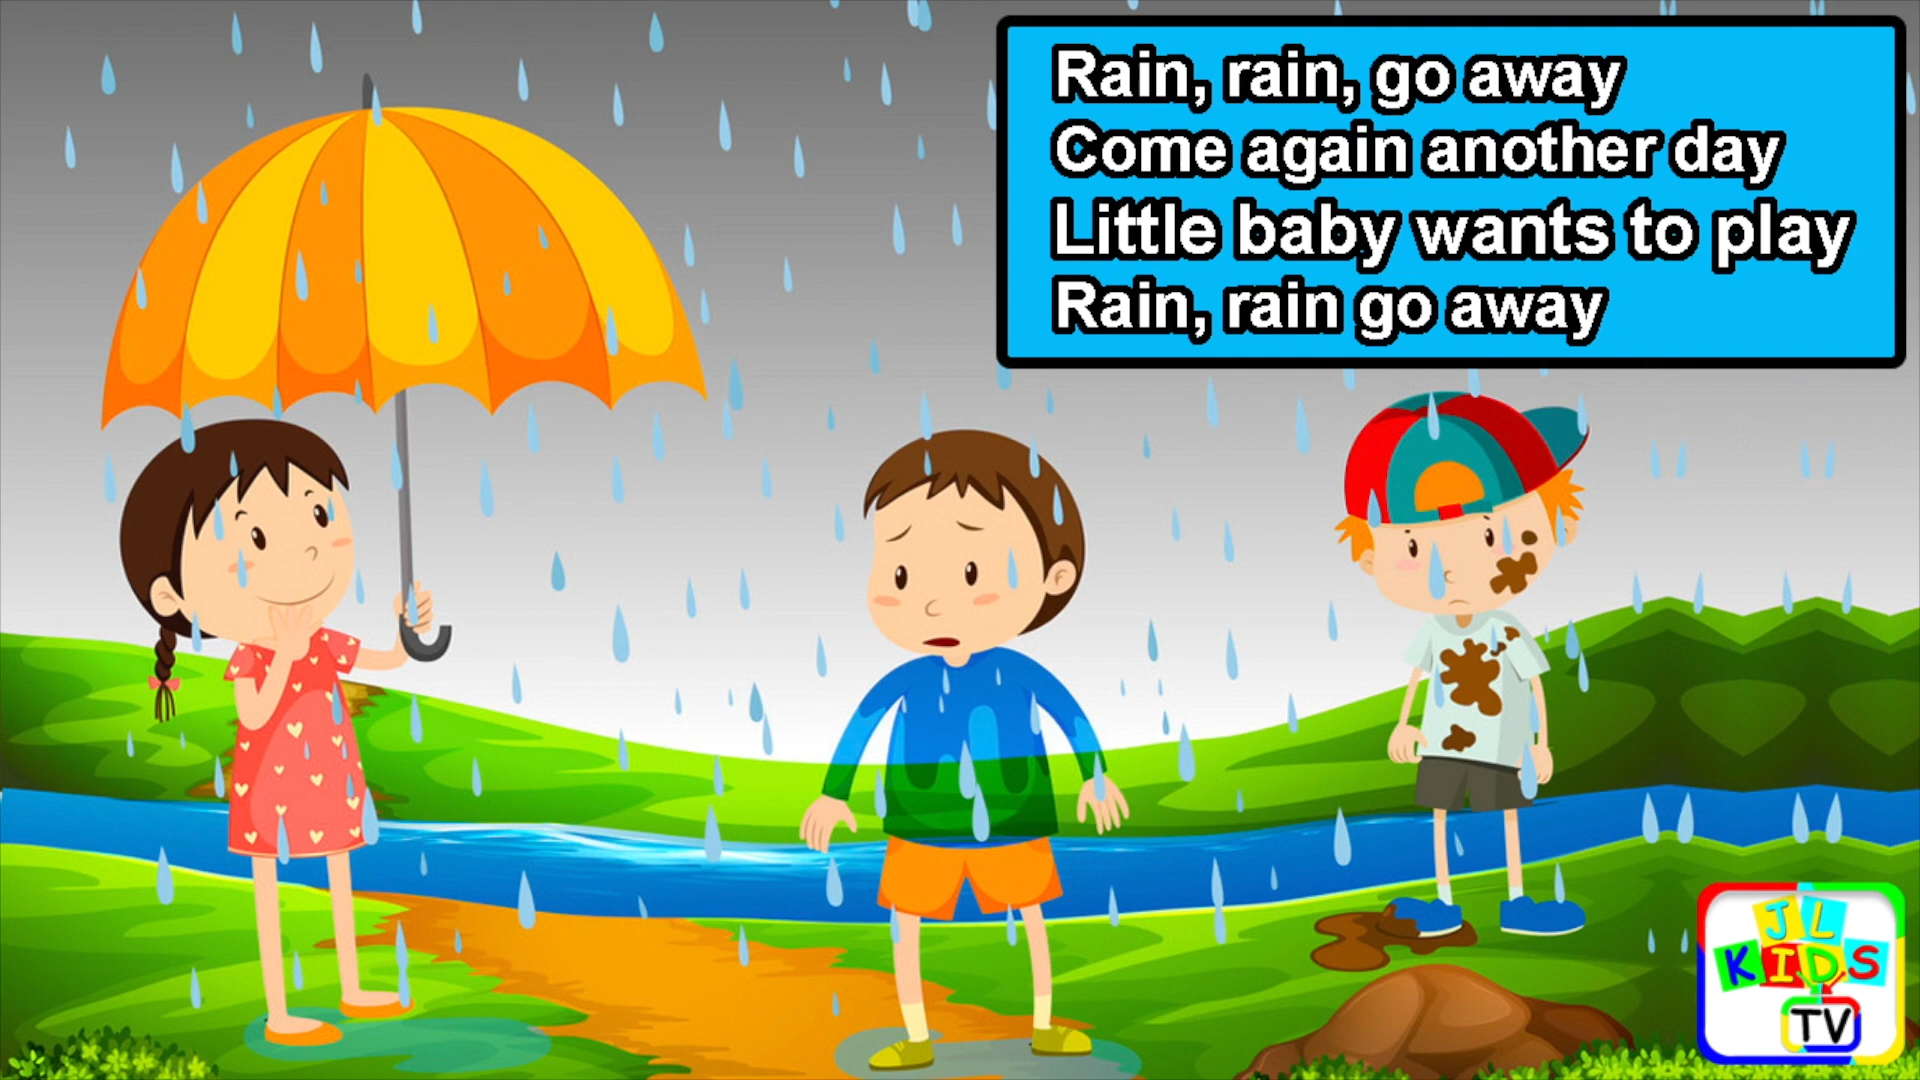 Rain, rain, go away
Come again another day
Little baby wants to play
Rain, rain go away
JL
KIDS
TV